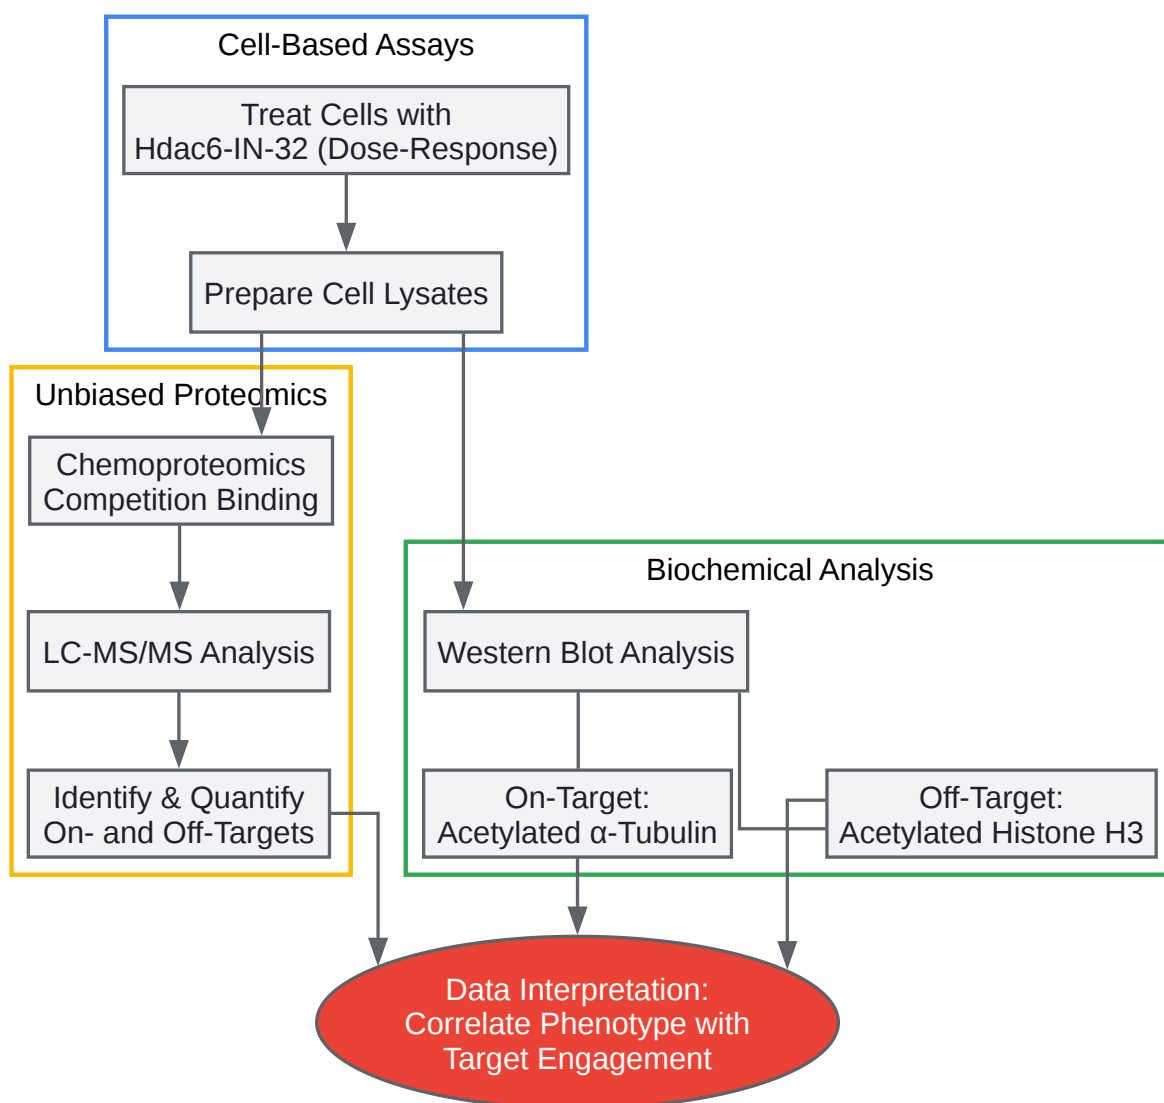 Cell-Based Assays
Treat Cells with
Hdac6-IN-32 (Dose-Response)
Prepare Cell Lysates
Unbiased Proteomics
Chemoproteomics
Competition Binding
LC-MS/MS Analysis
Identify & Quantify
On- and Off-Targets
Biochemical Analysis
Western Blot Analysis
On-Target:
Acetylated α-Tubulin
Off-Target:
Acetylated Histone H3
Data Interpretation:
Correlate Phenotype with
Target Engagement